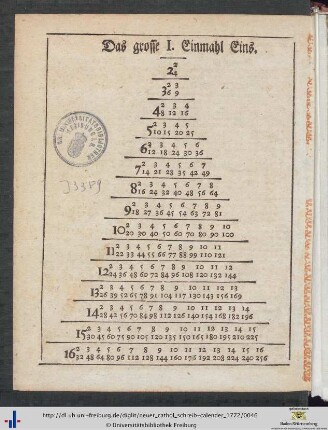 Das grosse I. Einmahl Eins.
2 2
4
3 2 3
6 9
4 2 3 4
8 12 16
5 2 3 4 5
10 15 20 25
6 2 3 4 5 6
12 18 24 30 36
7 2 3 4 5 6 7
14 21 28 35 42 49
8 2 3 4 5 6 7 8
16 24 32 40 48 56 64
9 2 3 4 5 6 7 8 9
18 27 36 45 54 63 72 81
10 2 3 4 5 6 7 8 9 10
20 30 40 50 60 70 80 90 100
11 2 3 4 5 6 7 8 9 10 11
22 33 44 55 66 77 88 99 110 121
12 2 3 4 5 6 7 8 9 10 11 12
24 36 48 60 72 84 96 108 120 132 144
13 2 3 4 5 6 7 8 9 10 11 12 13
26 39 52 65 78 91 104 117 130 143 156 169
14 2 3 4 5 6 7 8 9 10 11 12 13 14
28 42 56 70 84 98 112 126 140 154 168 182 196
15 2 3 4 5 6 7 8 9 10 11 12 13 14 15
30 45 60 75 90 105 120 135 150 165 180 195 210 225
16 2 3 4 5 6 7 8 9 10 11 12 13 14 15 16
32 48 64 80 96 112 128 144 160 176 192 208 224 240 256
Baden-Württemberg
© Universitätsbibliothek Freiburg